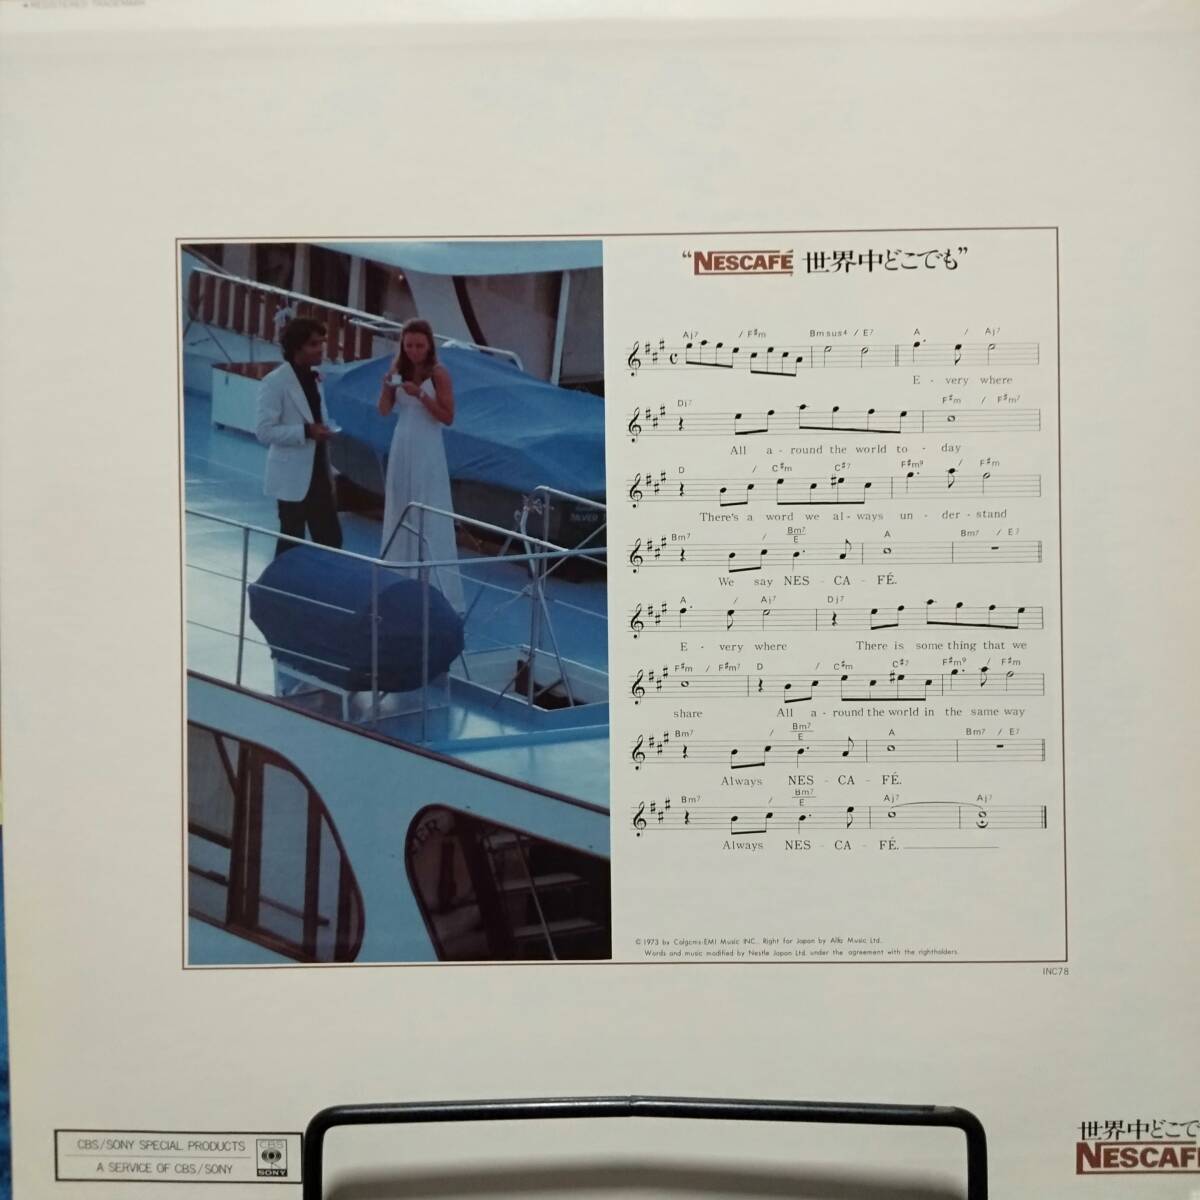 REGISTERED TRADEMARK
“NESCAFÉ 世界中どこでも”
Aj7 / F♯m Bmsus4 / E7 A / Aj7
E - very where
Dj7 F♯m / F♯m7
All a - round the world to - day
D / C♯m C♯7 F♯m9 / F♯m
There's a word we al - ways un - der - stand
Bm7 / Bm7/E A Bm7 / E7
We say NES - CA - FÉ.
A / Aj7 Dj7
E - very where There is some thing that we
F♯m / F♯m7 D / C♯m C♯7 F♯m9 / F♯m
share All a - round the world in the same way
Bm7 / Bm7/E A Bm7 / E7
Always NES - CA - FÉ.
Bm7 / Bm7/E Aj7 Aj7
Always NES - CA - FÉ.
© 1973 by Colgems-EMI Music INC., Right for Japan by Alfa Music Ltd.
Words and music modified by Nestle Japan Ltd. under the agreement with the rightholders.
INC78
CBS/SONY SPECIAL PRODUCTS
A SERVICE OF CBS/SONY
CBS
SONY
世界中どこで
NESCAF